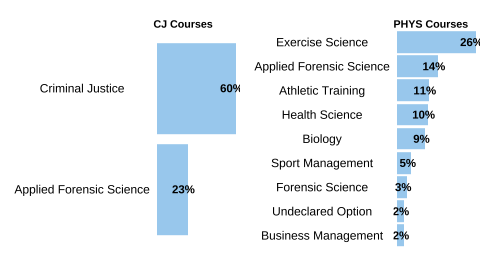 CJ Courses
Criminal Justice 60%
Applied Forensic Science 23%
PHYS Courses
Exercise Science 26%
Applied Forensic Science 14%
Athletic Training 11%
Health Science 10%
Biology 9%
Sport Management 5%
Forensic Science 3%
Undeclared Option 2%
Business Management 2%